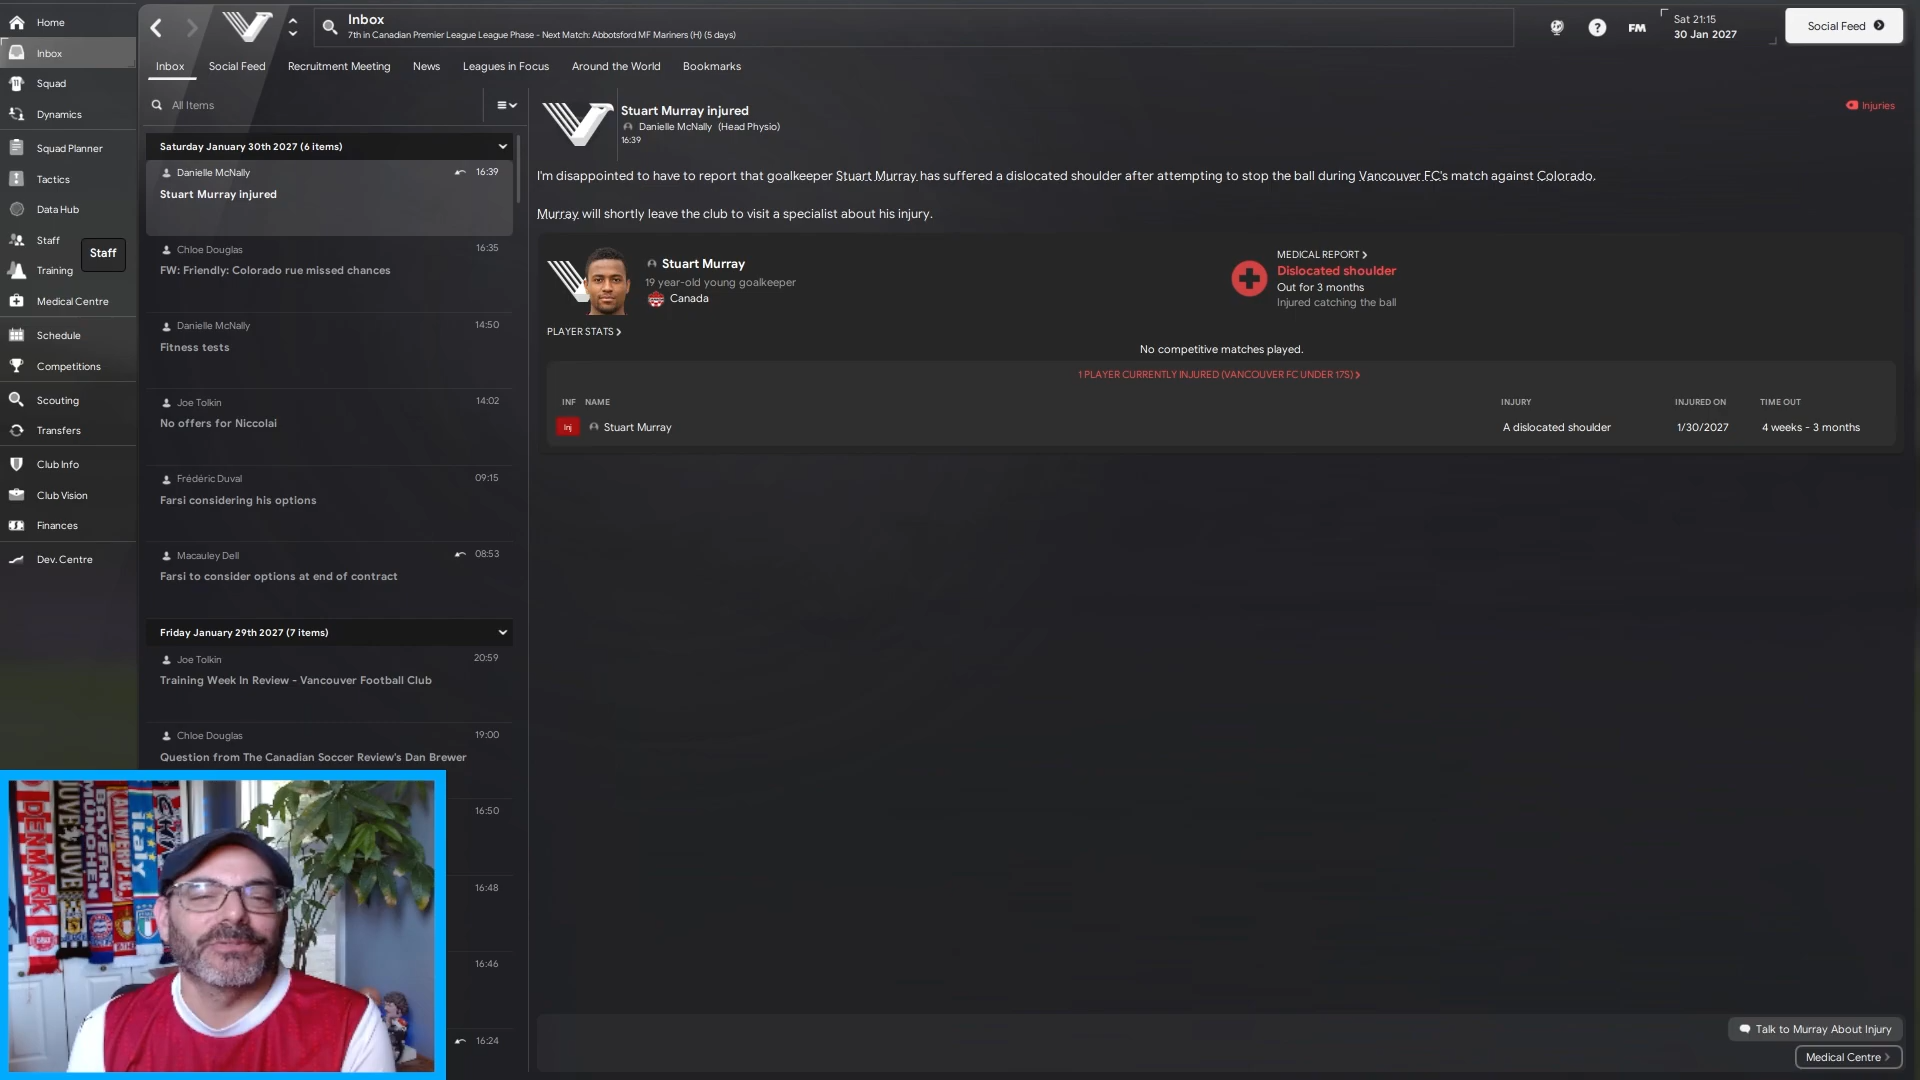 Home
Inbox
Squad
Dynamics
Squad Planner
Tactics
Data Hub
Staff
Staff
Training
Medical Centre
Schedule
Competitions
Scouting
Transfers
Club Info
Club Vision
Finances
Dev. Centre
Inbox
7th in Canadian Premier League League Phase - Next Match: Abbotsford MF Mariners (H) (5 days)
?
FM
Sat 21:15
30 Jan 2027
Social Feed
Inbox Social Feed Recruitment Meeting News Leagues in Focus Around the World Bookmarks
All Items
Saturday January 30th 2027 (6 items)
Danielle McNally 16:39
Stuart Murray injured
Chloe Douglas 16:35
FW: Friendly: Colorado rue missed chances
Danielle McNally 14:50
Fitness tests
Joe Tolkin 14:02
No offers for Niccolai
Frédéric Duval 09:15
Farsi considering his options
Macauley Dell 08:53
Farsi to consider options at end of contract
Friday January 29th 2027 (7 items)
Joe Tolkin 20:59
Training Week In Review - Vancouver Football Club
Chloe Douglas 19:00
Question from The Canadian Soccer Review's Dan Brewer
16:50
16:48
16:46
16:24
Stuart Murray injured
Danielle McNally (Head Physio)
16:39
Injuries
I'm disappointed to have to report that goalkeeper Stuart Murray has suffered a dislocated shoulder after attempting to stop the ball during Vancouver FC's match against Colorado.
Murray will shortly leave the club to visit a specialist about his injury.
Stuart Murray
19 year-old young goalkeeper
Canada
MEDICAL REPORT
Dislocated shoulder
Out for 3 months
Injured catching the ball
PLAYER STATS
No competitive matches played.
1 PLAYER CURRENTLY INJURED (VANCOUVER FC UNDER 17S)
INF NAME INJURY INJURED ON TIME OUT
Inj Stuart Murray A dislocated shoulder 1/30/2027 4 weeks - 3 months
Talk to Murray About Injury
Medical Centre
DENMARK
JUVE
JUVE
BAYERN
MÜNCHEN
ANTWERP F.C.
italy